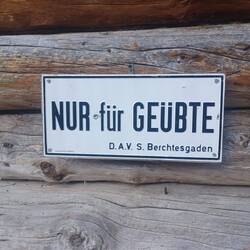 NUR für GEÜBTE
D.A.V. S. Berchtesgaden